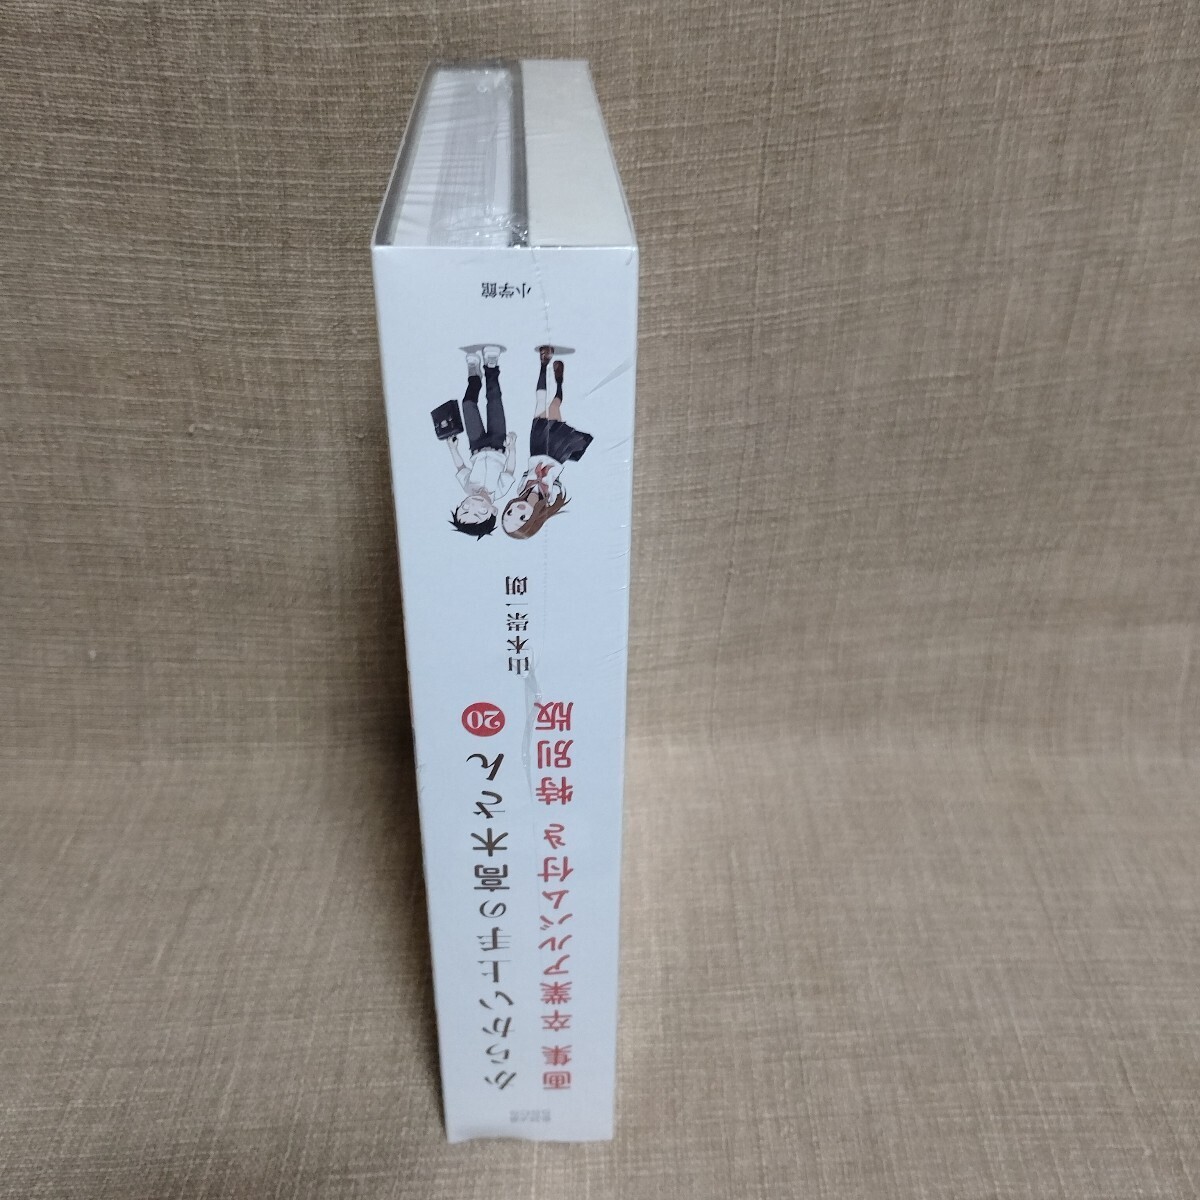 からかい上手の高木さん 20
画集 卒業アルバム付き 特別版
山本崇一朗
小学館